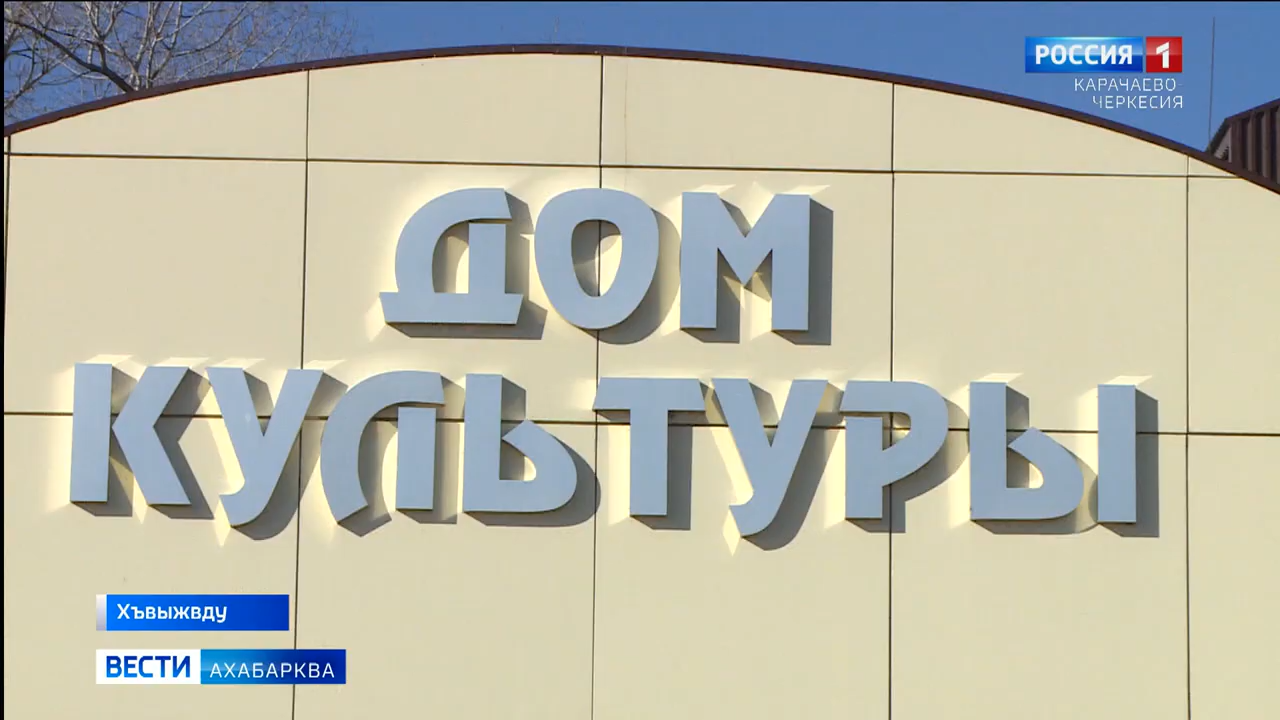 РОССИЯ 1
КАРАЧАЕВО-
ЧЕРКЕСИЯ
ДОМ
КУЛЬТУРЫ
Хъвыжвду
ВЕСТИ АХАБАРКВА